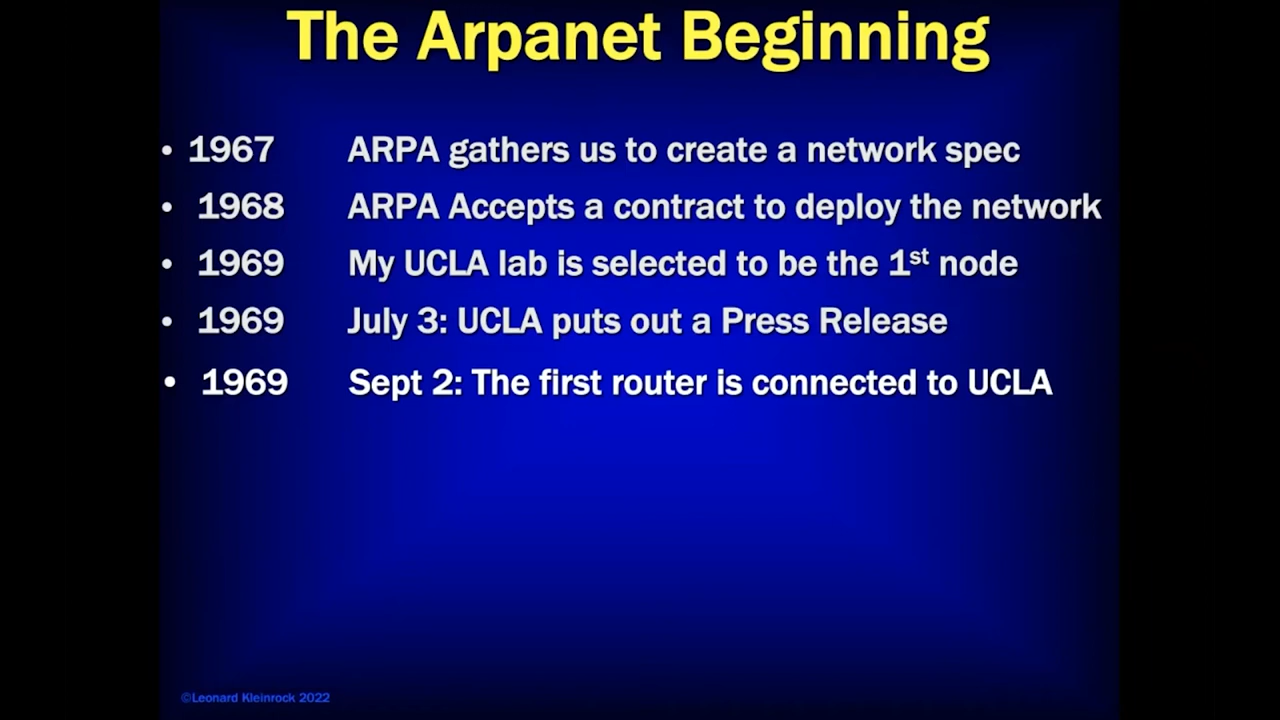 The Arpanet Beginning
• 1967 ARPA gathers us to create a network spec
• 1968 ARPA Accepts a contract to deploy the network
• 1969 My UCLA lab is selected to be the 1st node
• 1969 July 3: UCLA puts out a Press Release
• 1969 Sept 2: The first router is connected to UCLA
©Leonard Kleinrock 2022